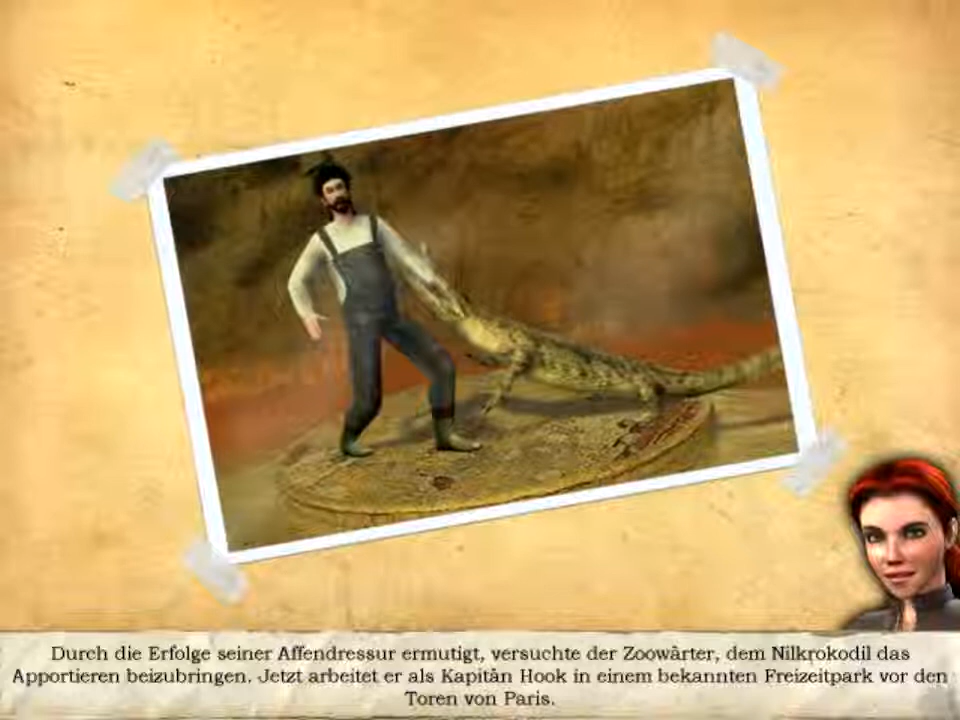 Durch die Erfolge seiner Affendressur ermutigt, versuchte der Zoowärter, dem Nilkrokodil das
Apportieren beizubringen. Jetzt arbeitet er als Kapitän Hook in einem bekannten Freizeitpark vor den
Toren von Paris.